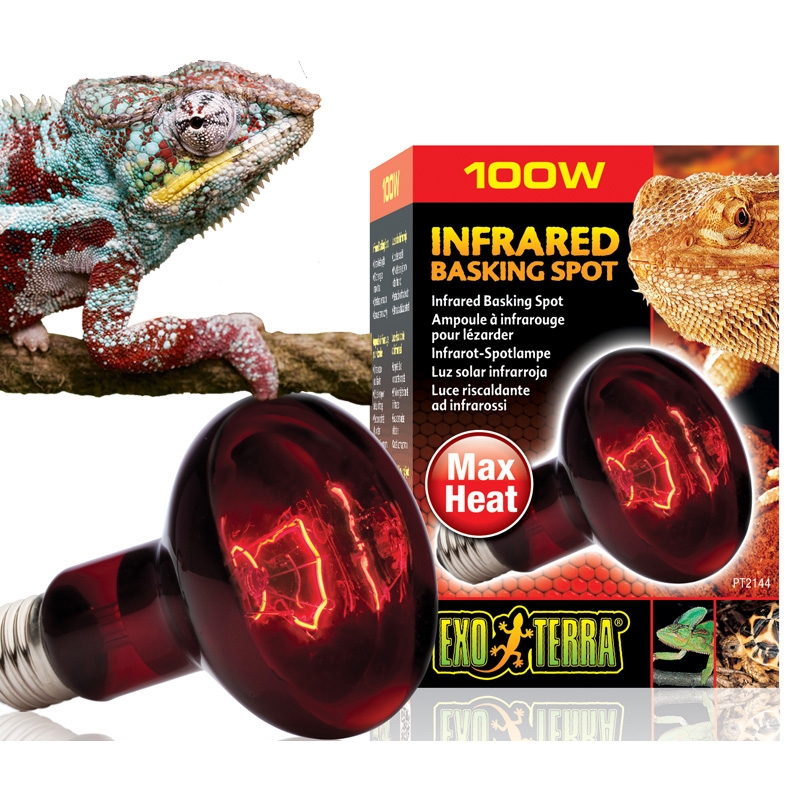 100W
100W
INFRARED
BASKING SPOT
Infrared Basking Spot
Ampoule à infrarouge
pour lézarder
Infrarot-Spotlampe
Luz solar infrarroja
Luce riscaldante
ad infrarossi
Max
Heat
PT2144
EXO TERRA®